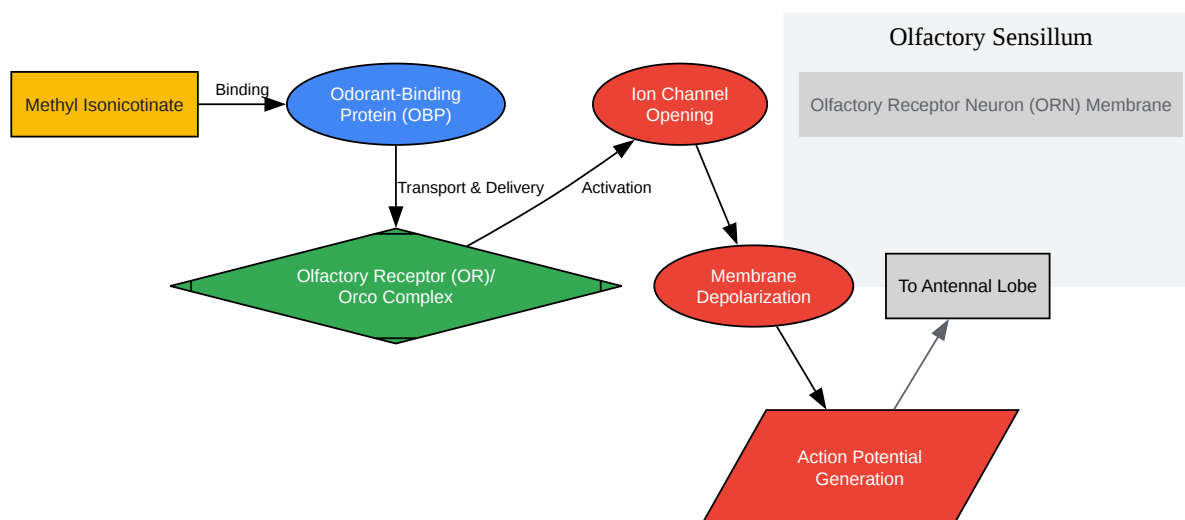 Olfactory Sensillum
Methyl Isonicotinate
Binding
Odorant-Binding
Protein (OBP)
Ion Channel
Opening
Olfactory Receptor Neuron (ORN) Membrane
Transport & Delivery
Activation
Olfactory Receptor (OR)/
Orco Complex
Membrane
Depolarization
To Antennal Lobe
Action Potential
Generation